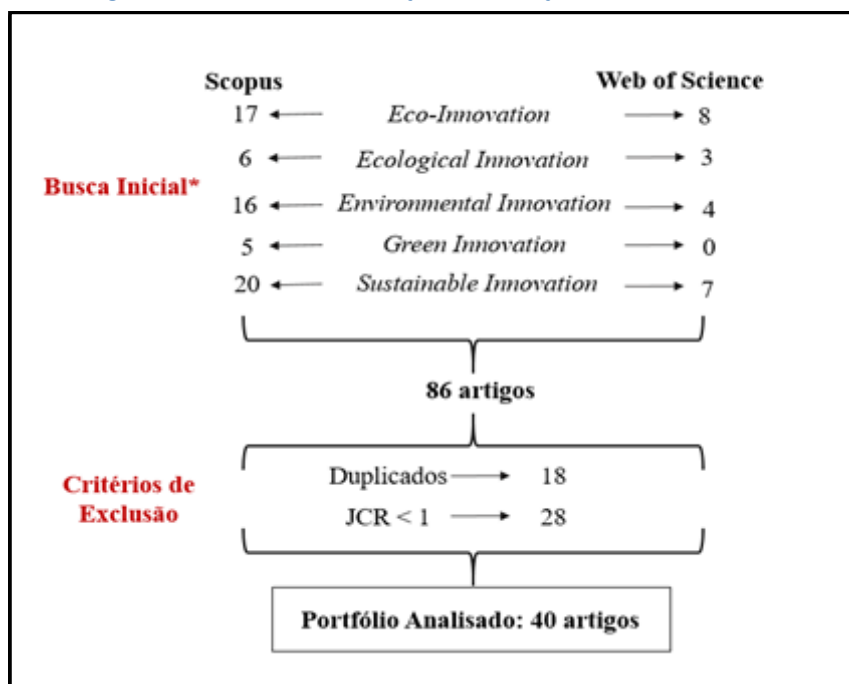 Scopus Web of Science
17 Eco-Innovation 8
6 Ecological Innovation 3
Busca Inicial*
16 Environmental Innovation 4
5 Green Innovation 0
20 Sustainable Innovation 7
86 artigos
Critérios de
Exclusão
Duplicados 18
JCR < 1 28
Portfólio Analisado: 40 artigos